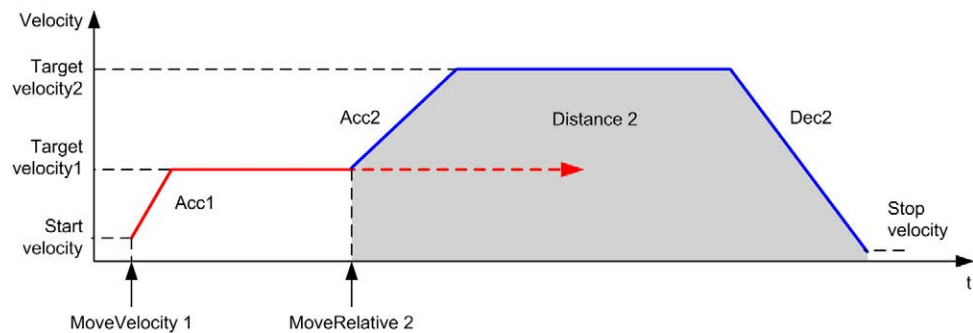 Velocity
Target
velocity2
Acc2
Distance 2
Dec2
Target
velocity1
Acc1
Start
velocity
Stop
velocity
t
MoveVelocity 1
MoveRelative 2